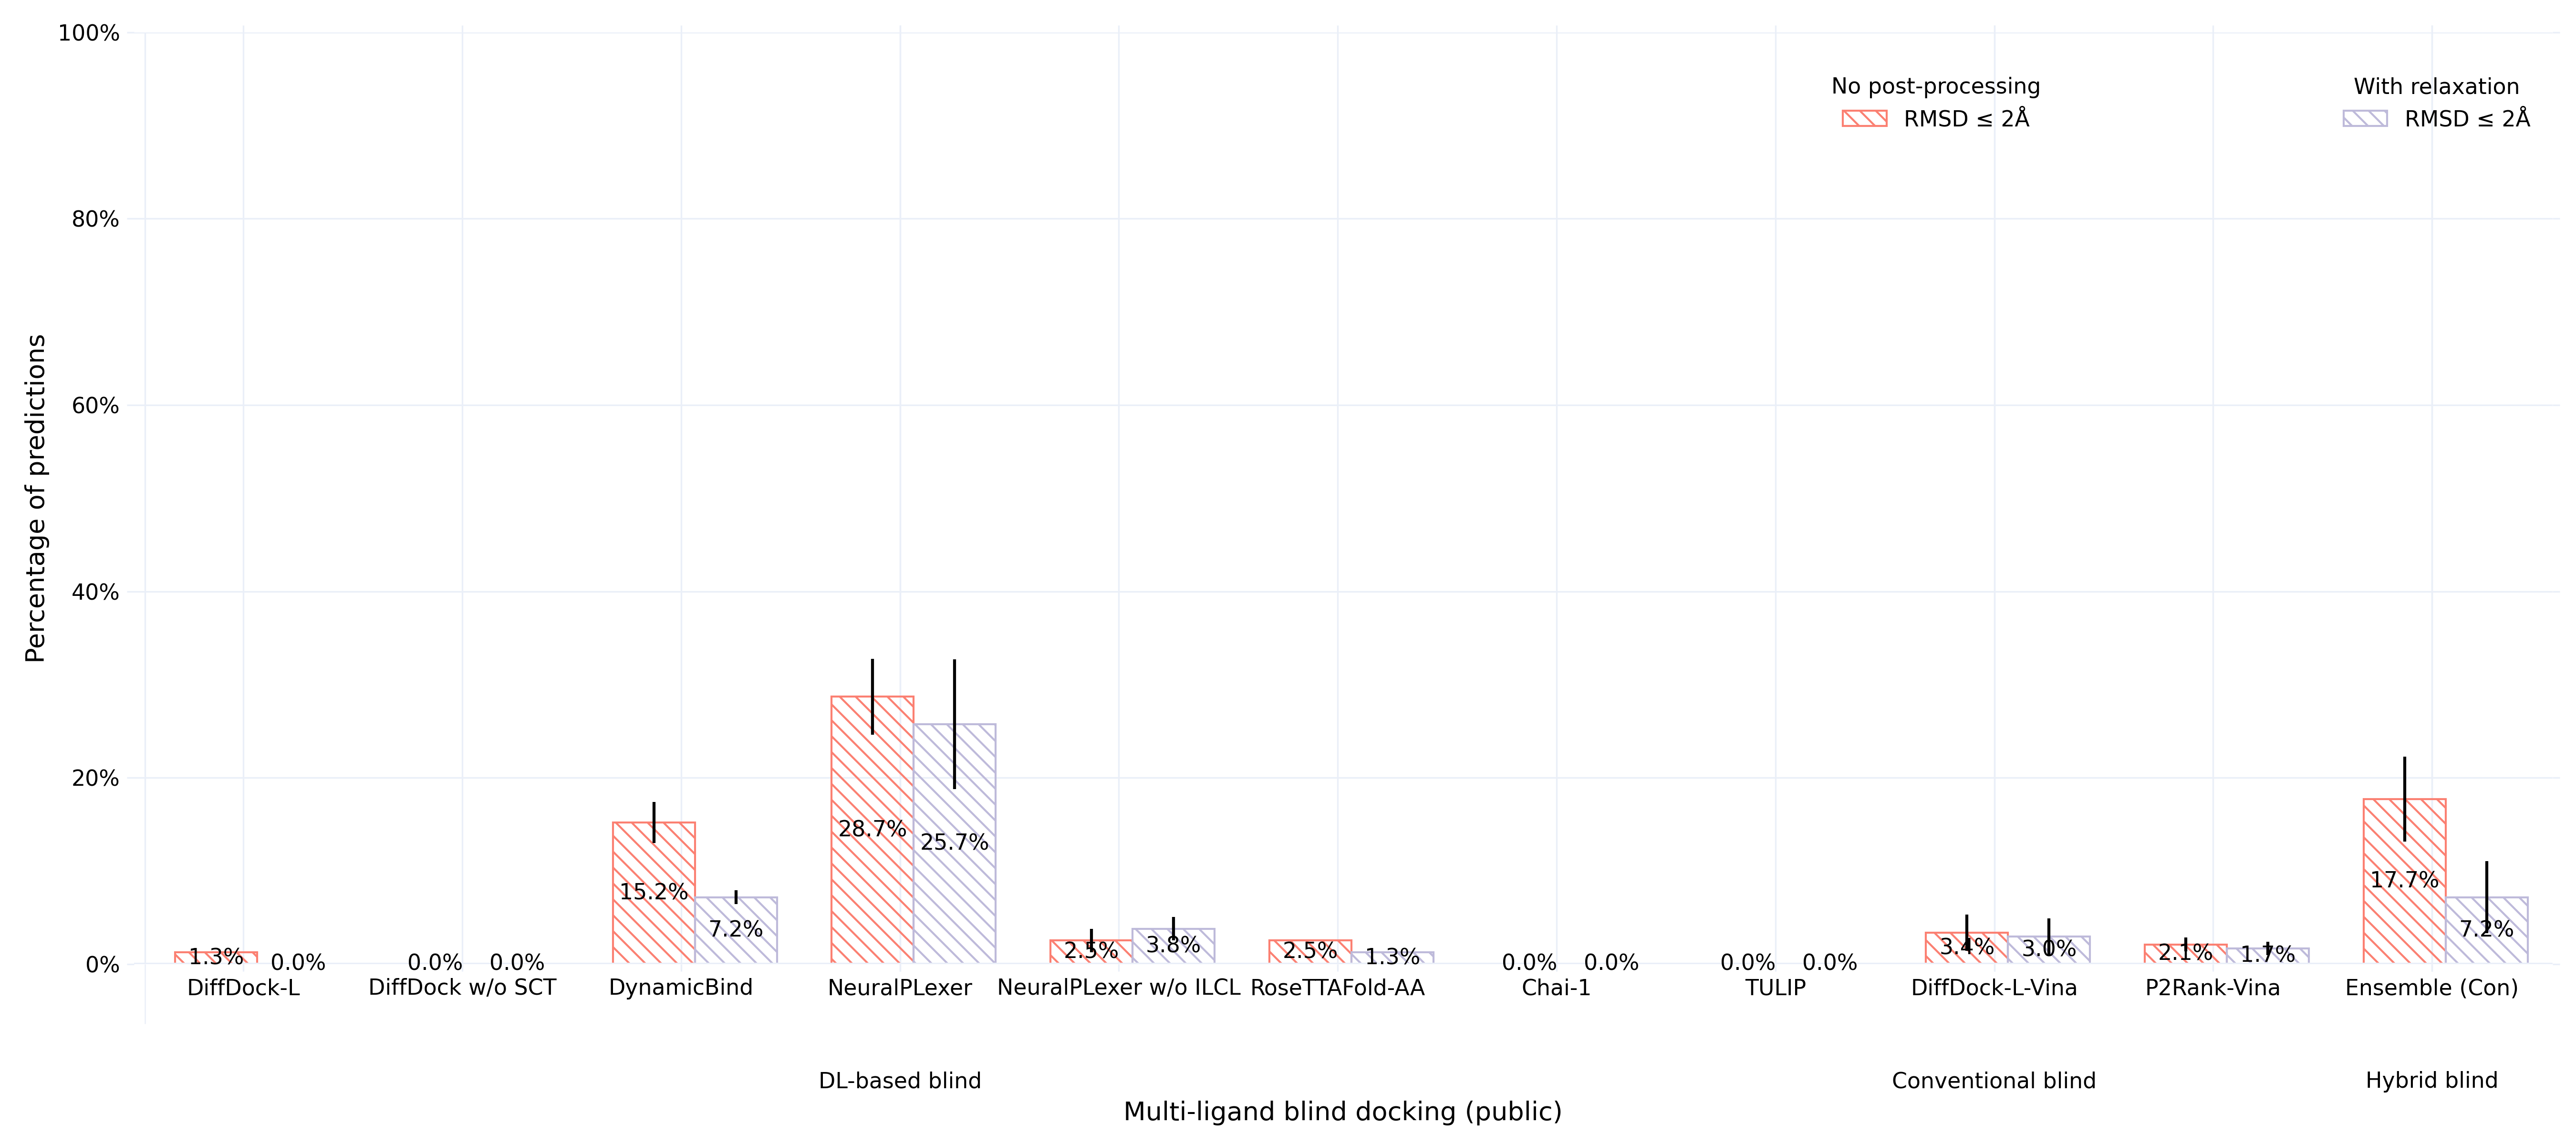 100%
80%
60%
40%
20%
0%
Percentage of predictions
No post-processing
RMSD ≤ 2Å
With relaxation
RMSD ≤ 2Å
1.3% 0.0%
0.0% 0.0%
15.2% 7.2%
28.7% 25.7%
2.5% 3.8%
2.5% 1.3%
0.0% 0.0%
0.0% 0.0%
3.4% 3.0%
2.1% 1.7%
17.7% 7.2%
DiffDock-L DiffDock w/o SCT DynamicBind NeuralPLexer NeuralPLexer w/o ILCL RoseTTAFold-AA Chai-1 TULIP DiffDock-L-Vina P2Rank-Vina Ensemble (Con)
DL-based blind Conventional blind Hybrid blind
Multi-ligand blind docking (public)